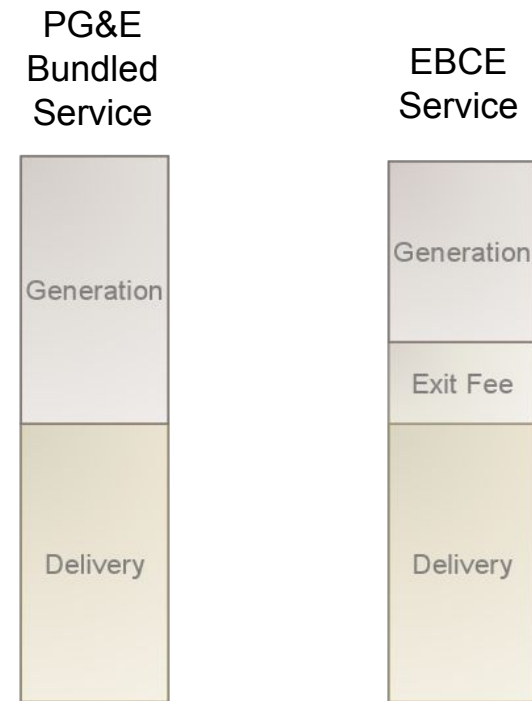 PG&E
Bundled
Service
Generation
Delivery
EBCE
Service
Generation
Exit Fee
Delivery